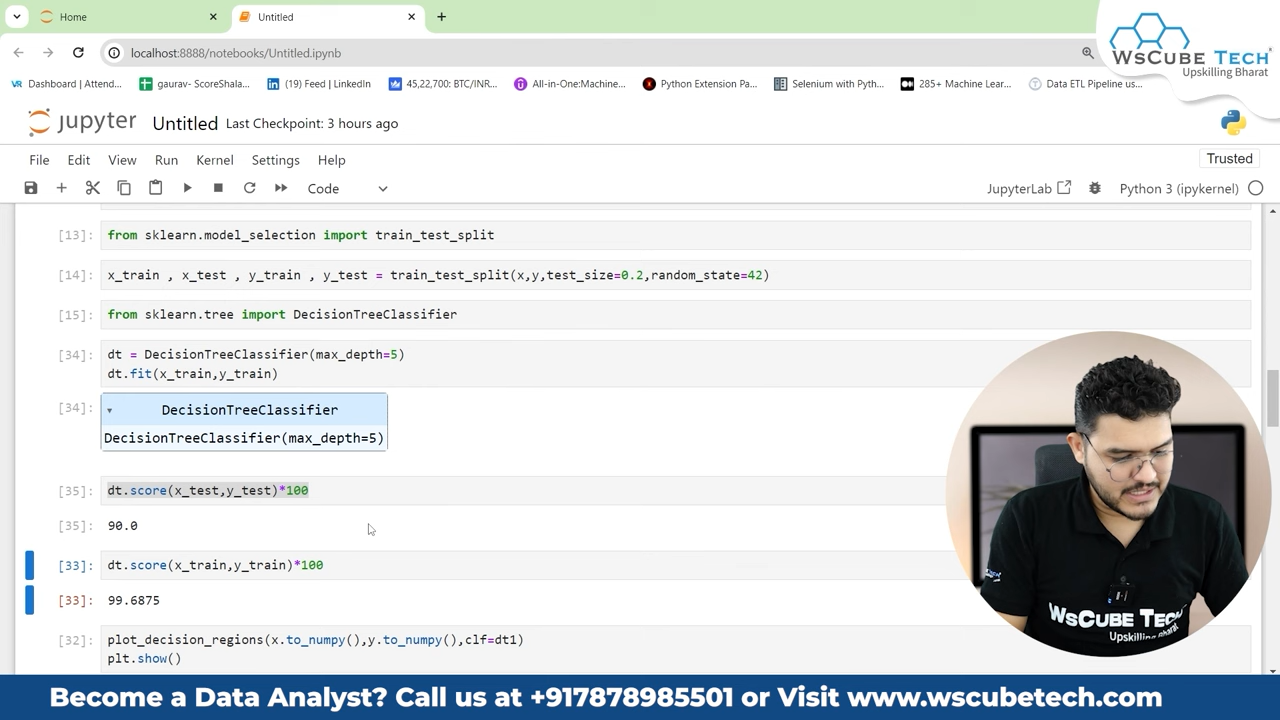 Home
Untitled
localhost:8888/notebooks/Untitled.ipynb
WsCube Tech
Upskilling Bharat
Dashboard | Attend...
gaurav- ScoreShala...
(19) Feed | LinkedIn
45,22,700: BTC/INR...
All-in-One:Machine...
Python Extension Pa...
Selenium with Pyth...
285+ Machine Lear...
Data ETL Pipeline us...
jupyter Untitled Last Checkpoint: 3 hours ago
File Edit View Run Kernel Settings Help
Trusted
Code
JupyterLab
Python 3 (ipykernel)
[13]: from sklearn.model_selection import train_test_split
[14]: x_train , x_test , y_train , y_test = train_test_split(x,y,test_size=0.2,random_state=42)
[15]: from sklearn.tree import DecisionTreeClassifier
[34]: dt = DecisionTreeClassifier(max_depth=5)
dt.fit(x_train,y_train)
[34]: DecisionTreeClassifier
DecisionTreeClassifier(max_depth=5)
[35]: dt.score(x_test,y_test)*100
[35]: 90.0
[33]: dt.score(x_train,y_train)*100
[33]: 99.6875
[32]: plot_decision_regions(x.to_numpy(),y.to_numpy(),clf=dt1)
plt.show()
WsCube Tech
Upskilling Bharat
Become a Data Analyst? Call us at +917878985501 or Visit www.wscubetech.com